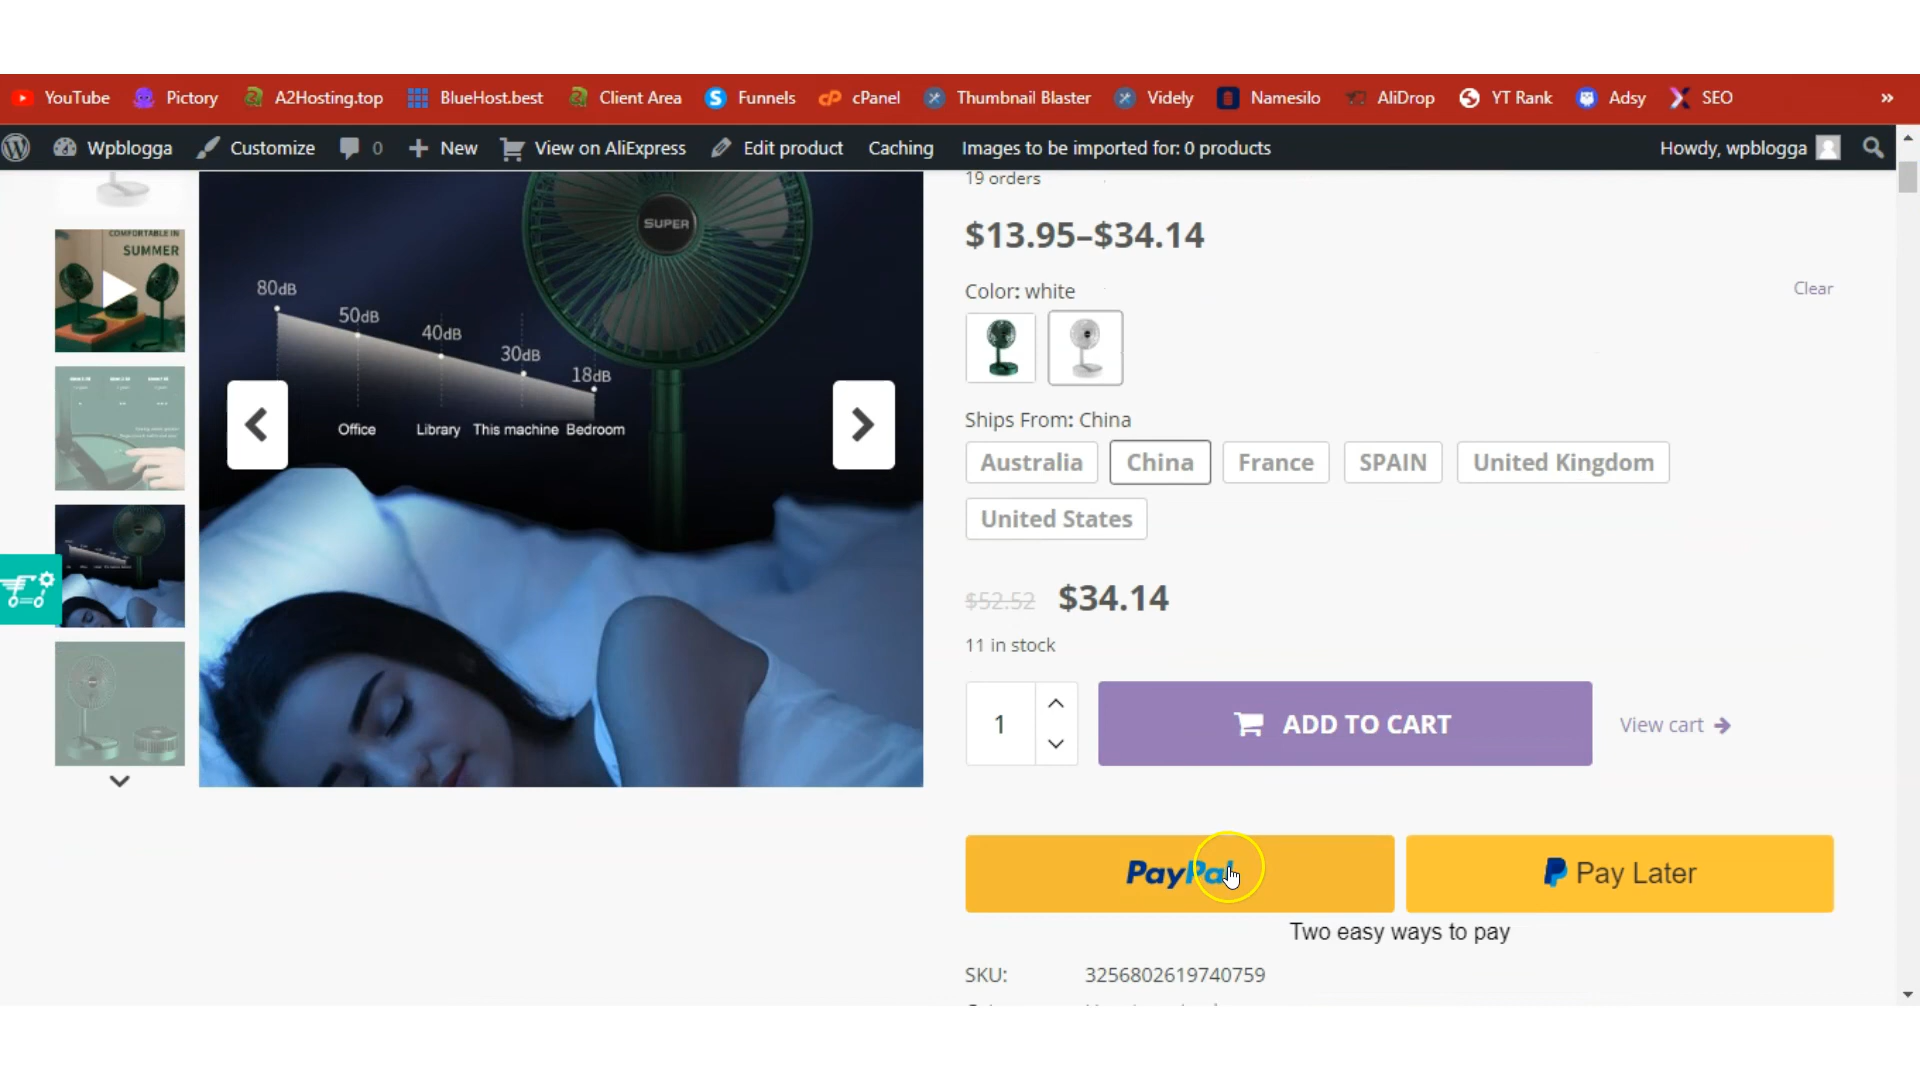 YouTube Pictory A2Hosting.top BlueHost.best Client Area Funnels cPanel Thumbnail Blaster Videly Namesilo AliDrop YT Rank Adsy SEO »
Wpblogga Customize 0 New View on AliExpress Edit product Caching Images to be imported for: 0 products Howdy, wpblogga
19 orders
$13.95–$34.14
Color: white Clear
Ships From: China
Australia China France SPAIN United Kingdom
United States
$52.52 $34.14
11 in stock
1 ADD TO CART View cart
PayPal Pay Later
Two easy ways to pay
SKU: 3256802619740759
COMFORTABLE IN
SUMMER
SUPER
80dB
50dB
40dB
30dB
18dB
Office Library This machine Bedroom